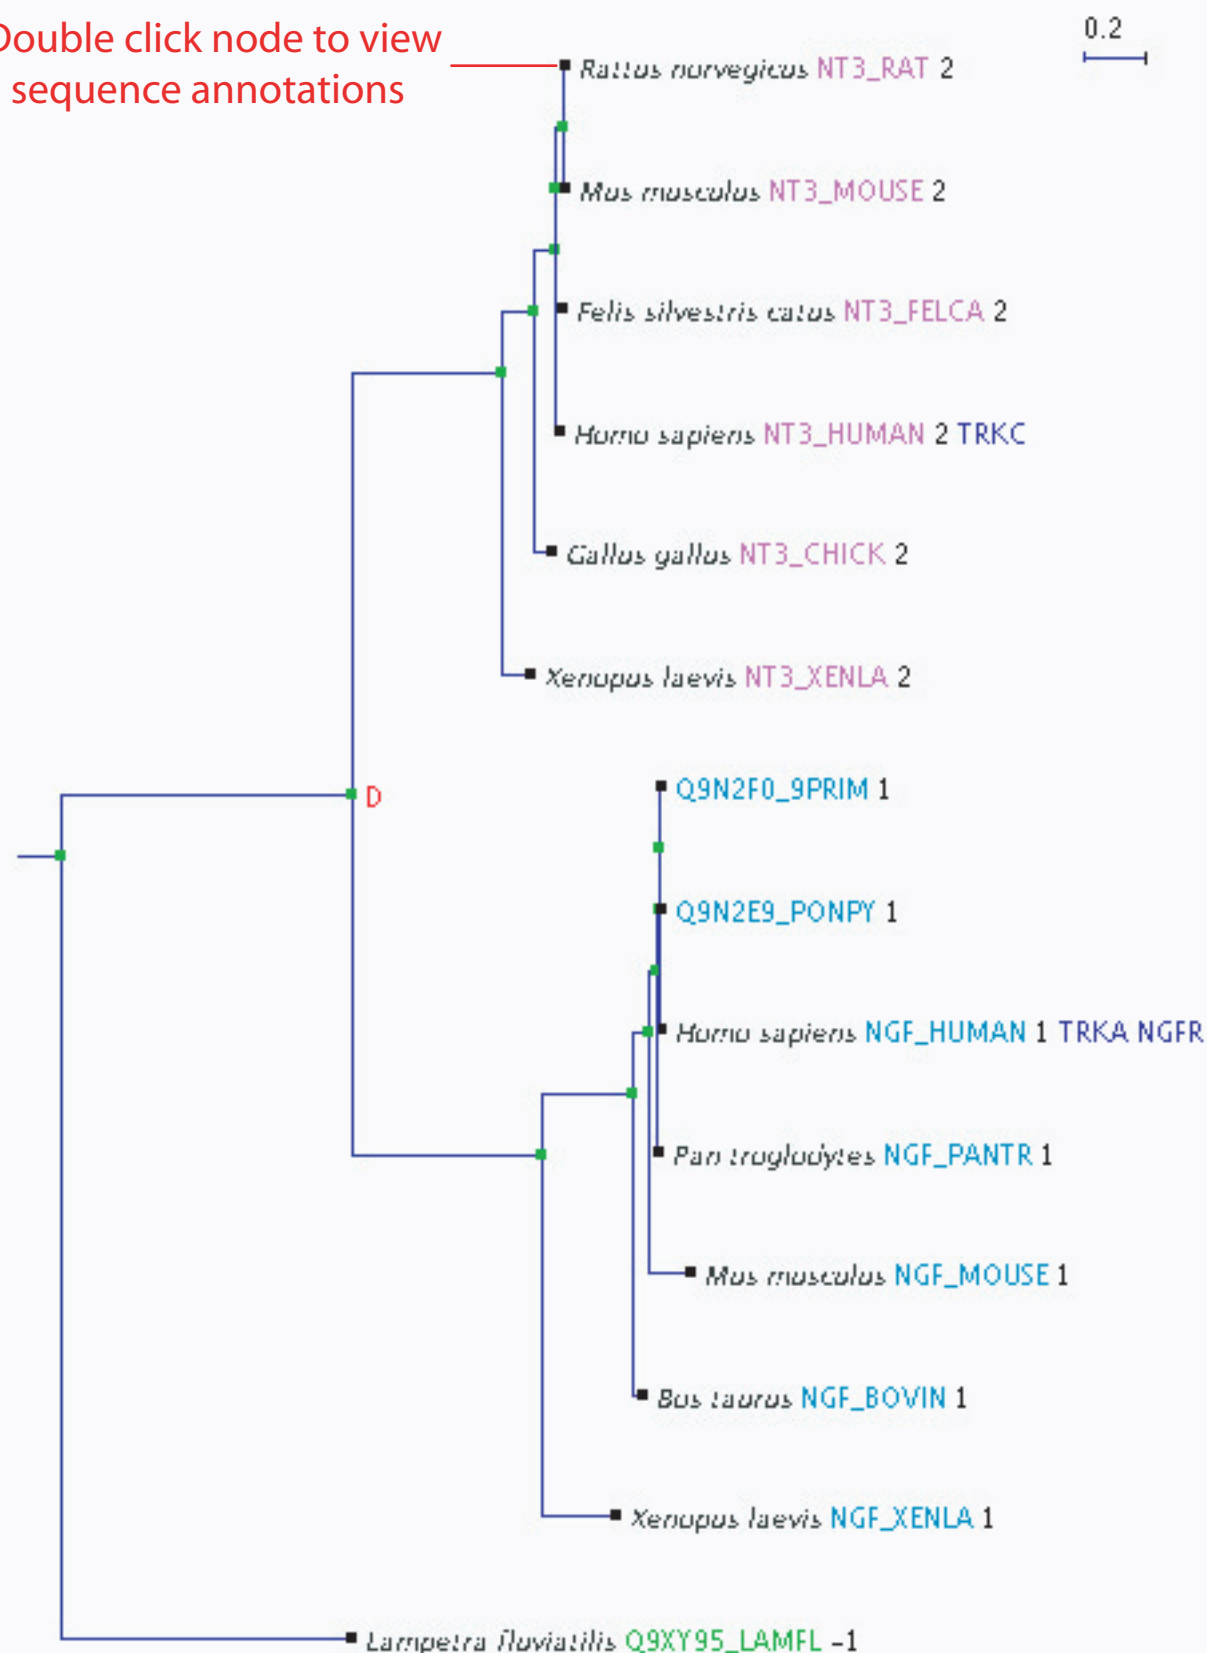 Double click node to view
sequence annotations
0.2
Rattus norvegicus NT3_RAT 2
Mus musculus NT3_MOUSE 2
Felis silvestris catus NT3_FELCA 2
Homo sapiens NT3_HUMAN 2 TRKC
Gallus gallus NT3_CHICK 2
Xenopus laevis NT3_XENLA 2
Q9N2F0_9PRIM 1
D
Q9N2E9_PONPY 1
Homo sapiens NGF_HUMAN 1 TRKA NGFR
Pan troglodytes NGF_PANTR 1
Mus musculus NGF_MOUSE 1
Bos taurus NGF_BOVIN 1
Xenopus laevis NGF_XENLA 1
Lampetra fluviatilis Q9XY95_LAMFL -1